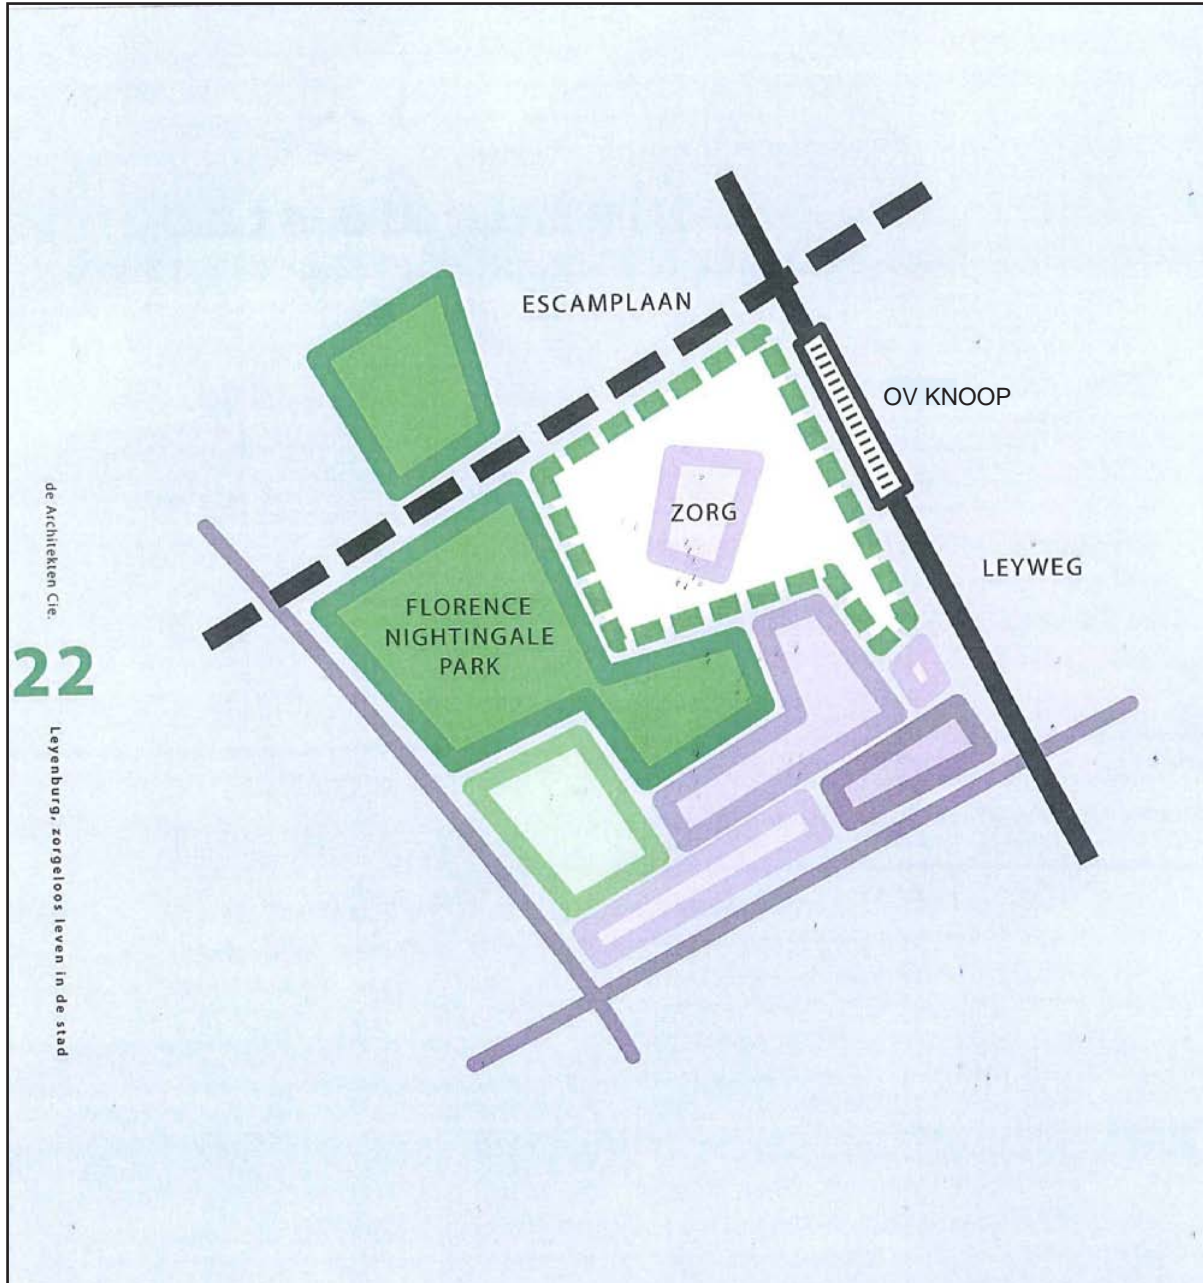 ESCAMPLAAN
OV KNOOP
ZORG
LEYWEG
FLORENCE
NIGHTINGALE
PARK
de Architekten Cie.
22
Leyenburg, zorgeloos leven in de stad